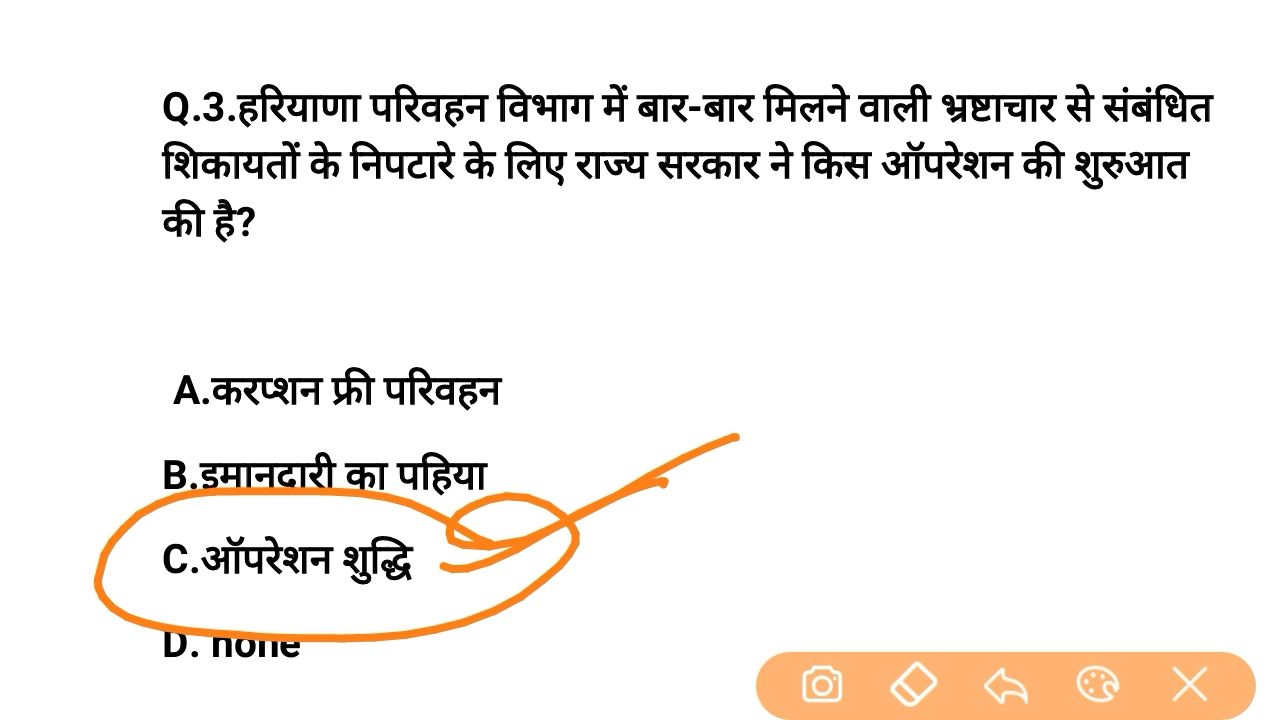 Q.3.हरियाणा परिवहन विभाग में बार-बार मिलने वाली भ्रष्टाचार से संबंधित
शिकायतों के निपटारे के लिए राज्य सरकार ने किस ऑपरेशन की शुरुआत
की है?
A.करप्शन फ्री परिवहन
B.इमानदारी का पहिया
C.ऑपरेशन शुद्धि
D. none